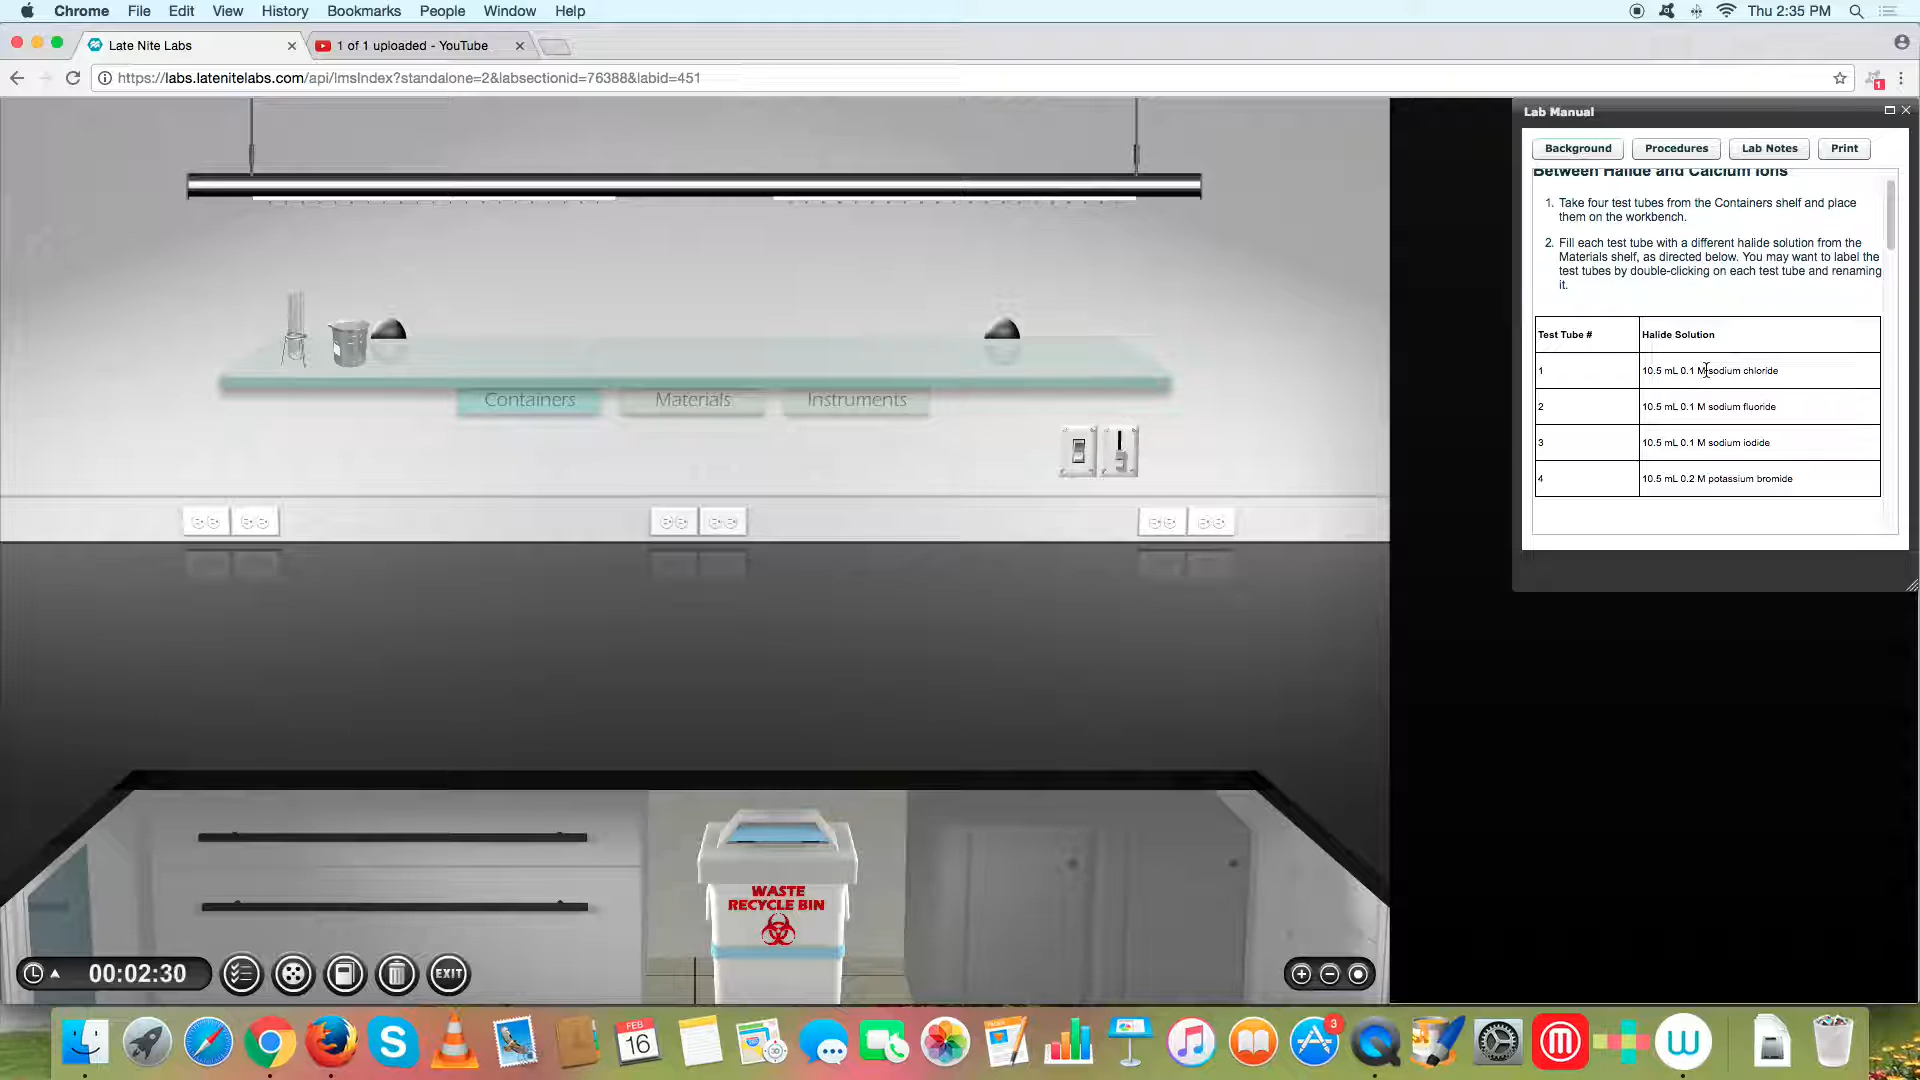 Chrome File Edit View History Bookmarks People Window Help
Thu 2:35 PM
Late Nite Labs
1 of 1 uploaded - YouTube
https://labs.latenitelabs.com/api/lmsIndex?standalone=2&labsectionid=76388&labid=451
1
Lab Manual
Background Procedures Lab Notes Print
Between Halide and Calcium Ions
1. Take four test tubes from the Containers shelf and place
them on the workbench.
2. Fill each test tube with a different halide solution from the
Materials shelf, as directed below. You may want to label the
test tubes by double-clicking on each test tube and renaming
it.
Test Tube # Halide Solution
1 10.5 mL 0.1 M sodium chloride
2 10.5 mL 0.1 M sodium fluoride
3 10.5 mL 0.1 M sodium iodide
4 10.5 mL 0.2 M potassium bromide
Containers Materials Instruments
WASTE
RECYCLE BIN
00:02:30
EXIT
FEB
16
30
3